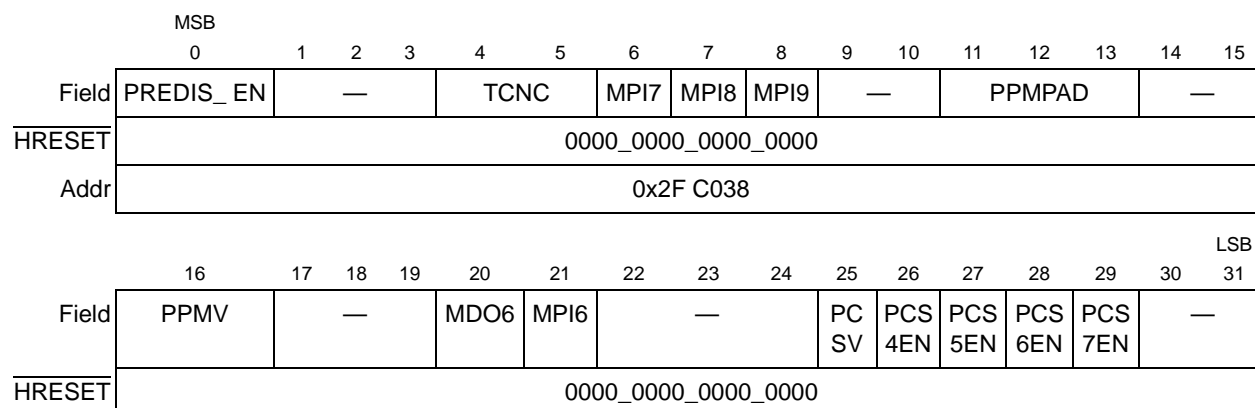 MSB
0 1 2 3 4 5 6 7 8 9 10 11 12 13 14 15
Field PREDIS_ EN — TCNC MPI7 MPI8 MPI9 — PPMPAD —
HRESET 0000_0000_0000_0000
Addr 0x2F C038
LSB
16 17 18 19 20 21 22 23 24 25 26 27 28 29 30 31
Field PPMV — MDO6 MPI6 — PC PCS PCS PCS PCS —
SV 4EN 5EN 6EN 7EN
HRESET 0000_0000_0000_0000